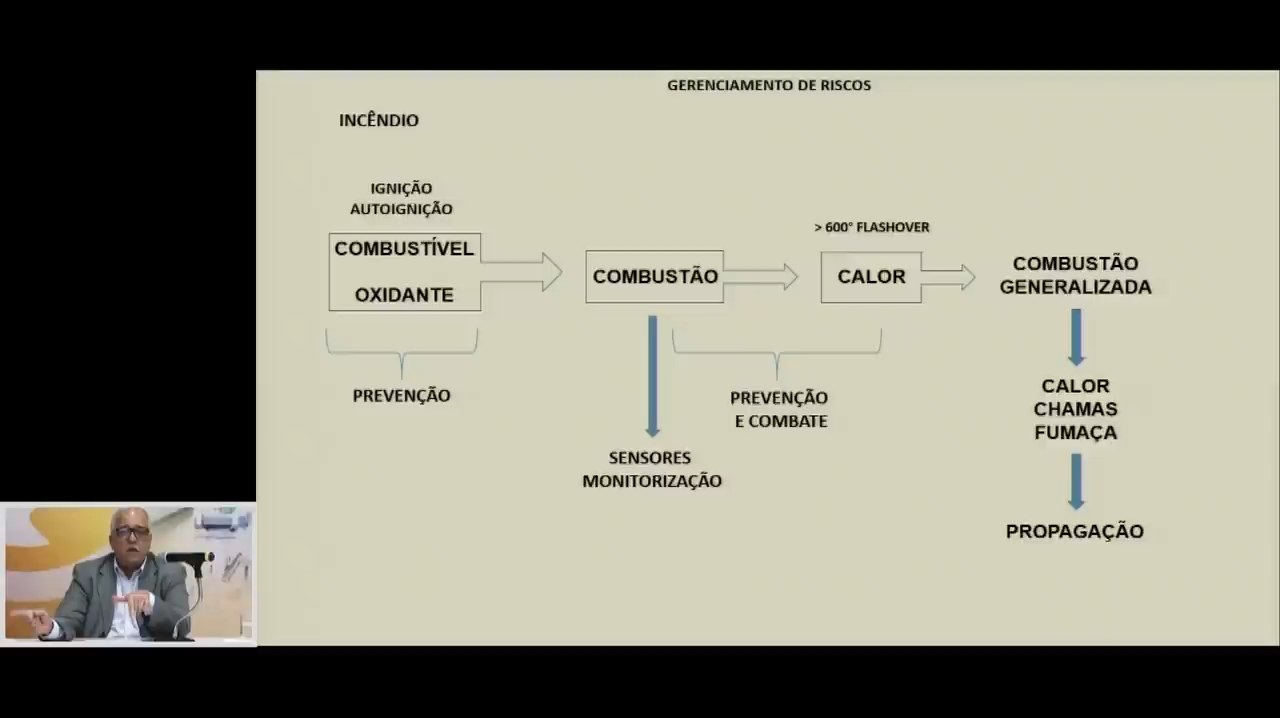 GERENCIAMENTO DE RISCOS
INCÊNDIO
IGNIÇÃO
AUTOIGNIÇÃO
COMBUSTÍVEL
OXIDANTE
PREVENÇÃO
COMBUSTÃO
SENSORES
MONITORIZAÇÃO
PREVENÇÃO
E COMBATE
> 600° FLASHOVER
CALOR
COMBUSTÃO
GENERALIZADA
CALOR
CHAMAS
FUMAÇA
PROPAGAÇÃO